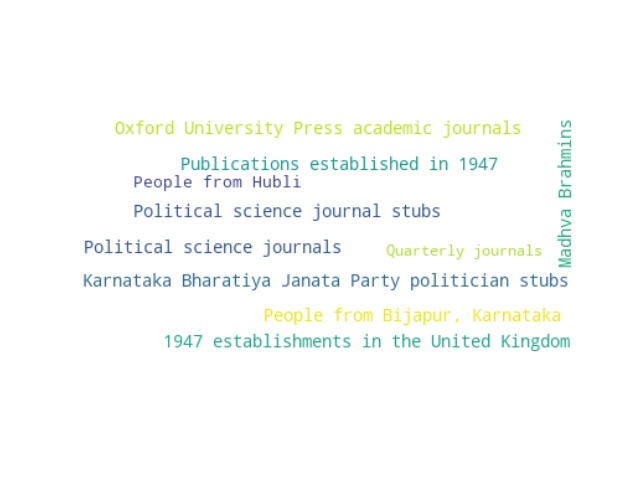 Oxford University Press academic journals
Madhva Brahmins
Publications established in 1947
People from Hubli
Political science journal stubs
Political science journals
Quarterly journals
Karnataka Bharatiya Janata Party politician stubs
People from Bijapur, Karnataka
1947 establishments in the United Kingdom